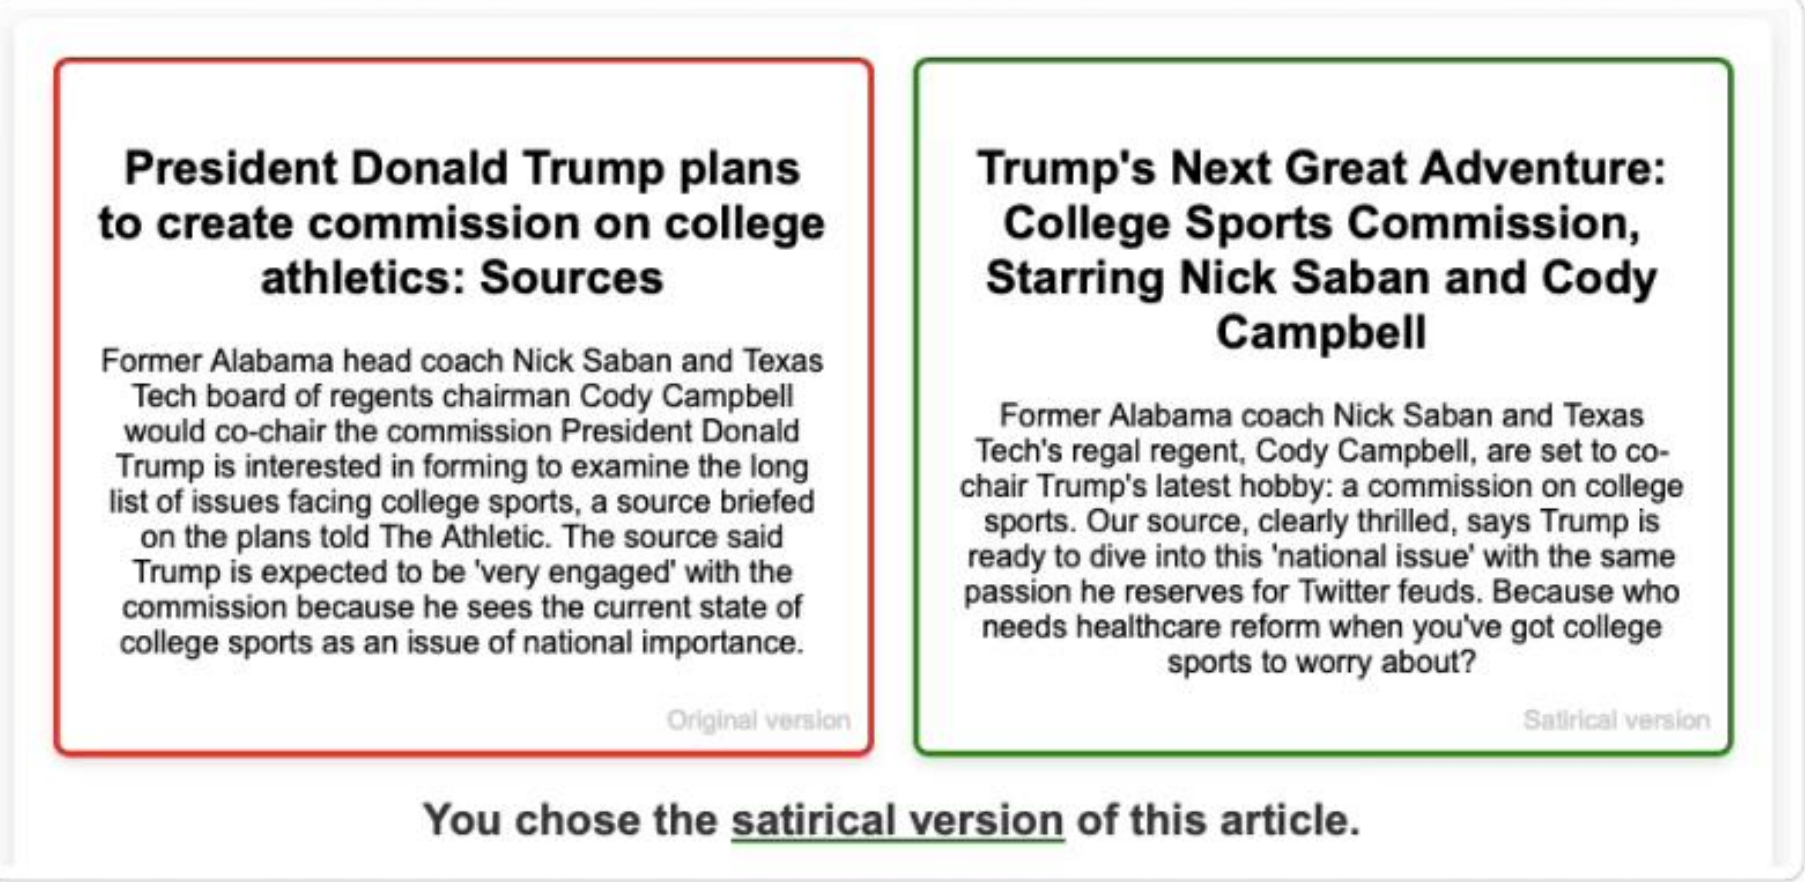 President Donald Trump plans
to create commission on college
athletics: Sources
Former Alabama head coach Nick Saban and Texas
Tech board of regents chairman Cody Campbell
would co-chair the commission President Donald
Trump is interested in forming to examine the long
list of issues facing college sports, a source briefed
on the plans told The Athletic. The source said
Trump is expected to be 'very engaged' with the
commission because he sees the current state of
college sports as an issue of national importance.
Original version
Trump's Next Great Adventure:
College Sports Commission,
Starring Nick Saban and Cody
Campbell
Former Alabama coach Nick Saban and Texas
Tech's regal regent, Cody Campbell, are set to co-
chair Trump's latest hobby: a commission on college
sports. Our source, clearly thrilled, says Trump is
ready to dive into this 'national issue' with the same
passion he reserves for Twitter feuds. Because who
needs healthcare reform when you've got college
sports to worry about?
Satirical version
You chose the satirical version of this article.